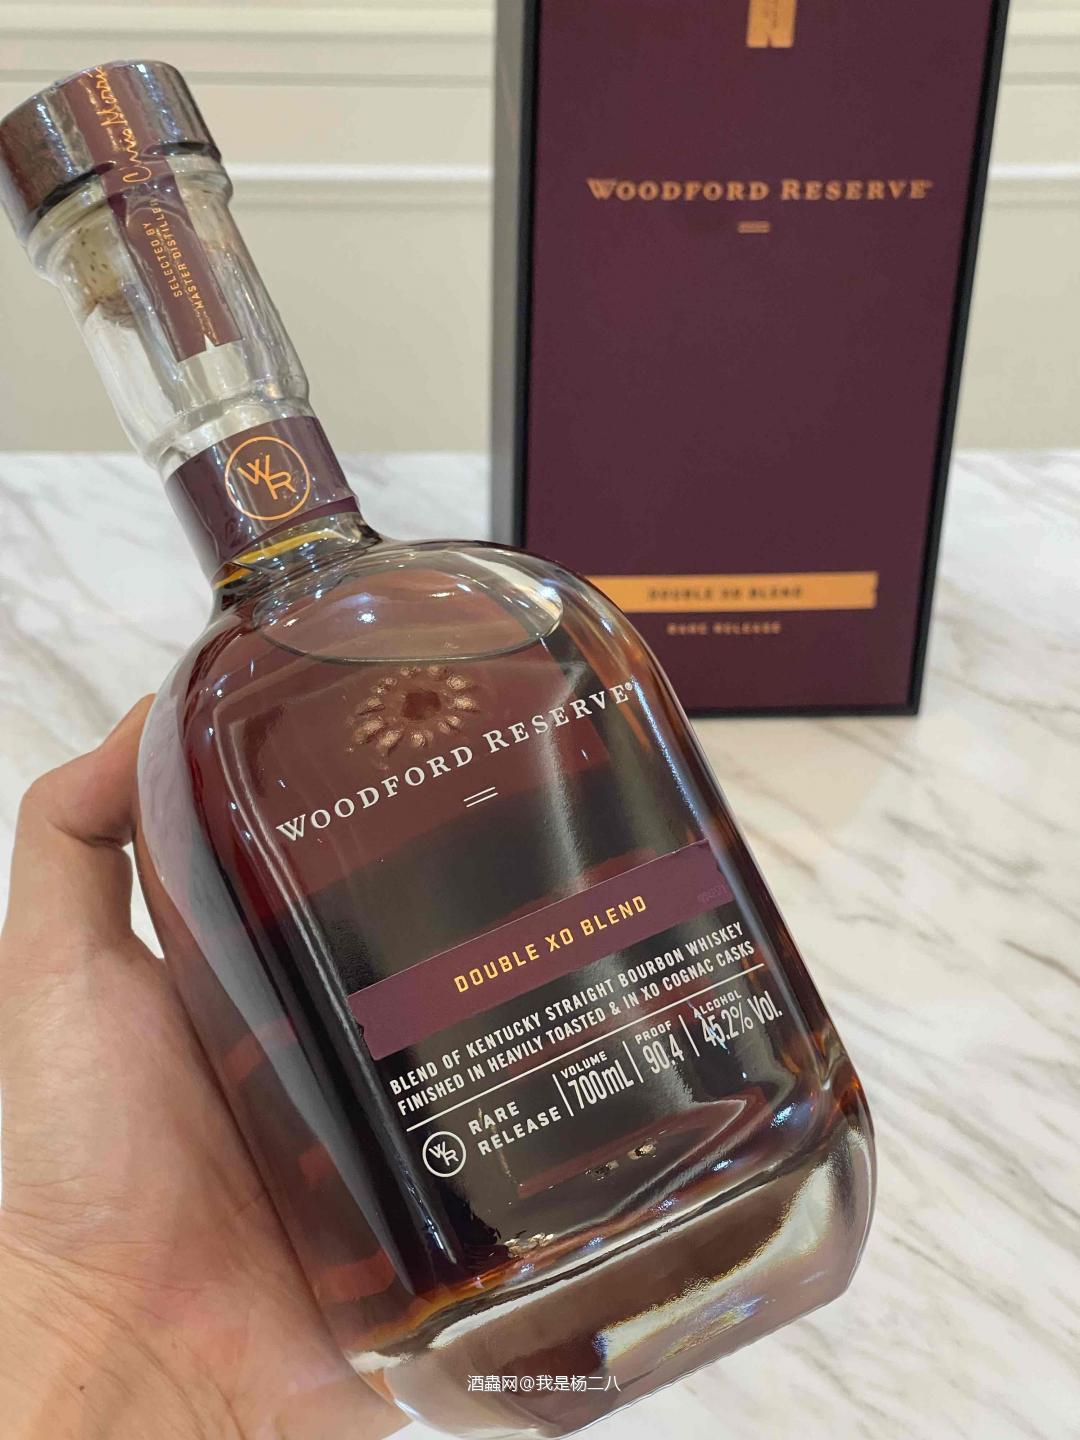 WOODFORD RESERVE
DOUBLE XO BLEND
RARE RELEASE
Chris Morris
SELECTED BY
MASTER DISTILLER
WR
WOODFORD RESERVE®
DOUBLE XO BLEND
BLEND OF KENTUCKY STRAIGHT BOURBON WHISKEY
FINISHED IN HEAVILY TOASTED & IN XO COGNAC CASKS
WR RARE RELEASE
VOLUME 700mL
PROOF 90.4
ALCOHOL 45.2% Vol.
酒蟲网@我是杨二八